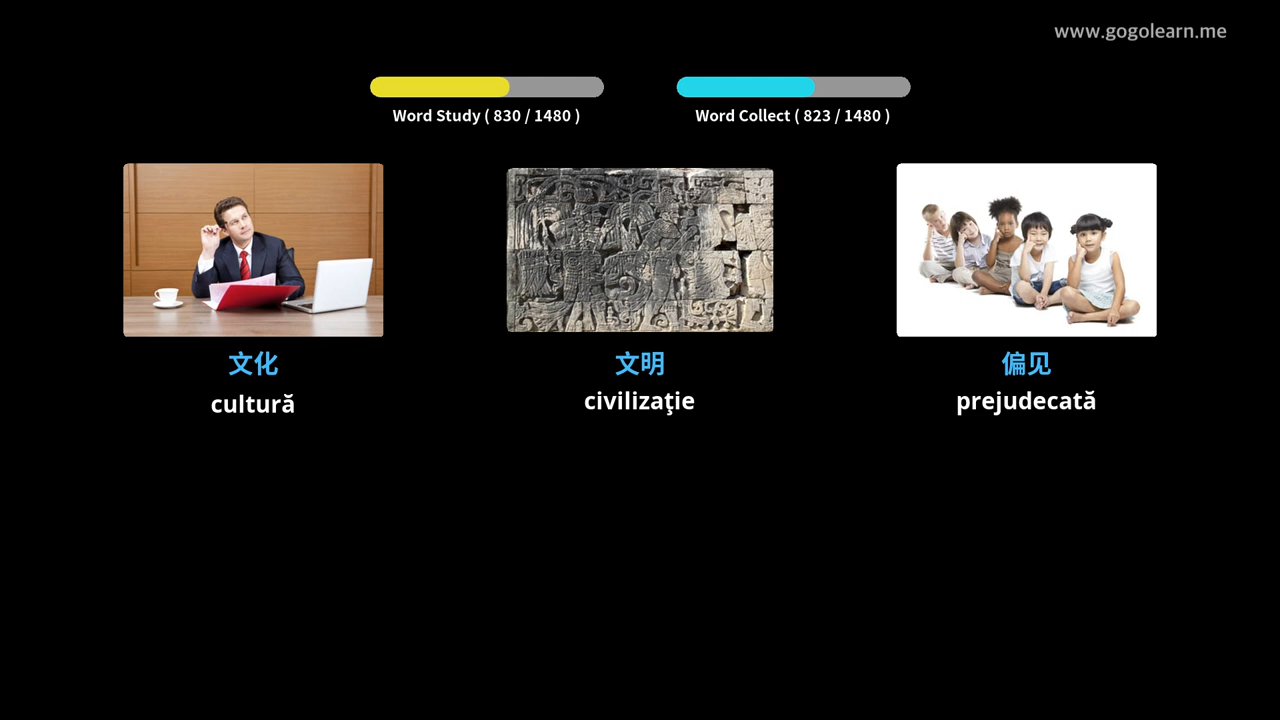 www.gogolearn.me
Word Study ( 830 / 1480 )
Word Collect ( 823 / 1480 )
文化
cultură
文明
civilizaţie
偏见
prejudecată